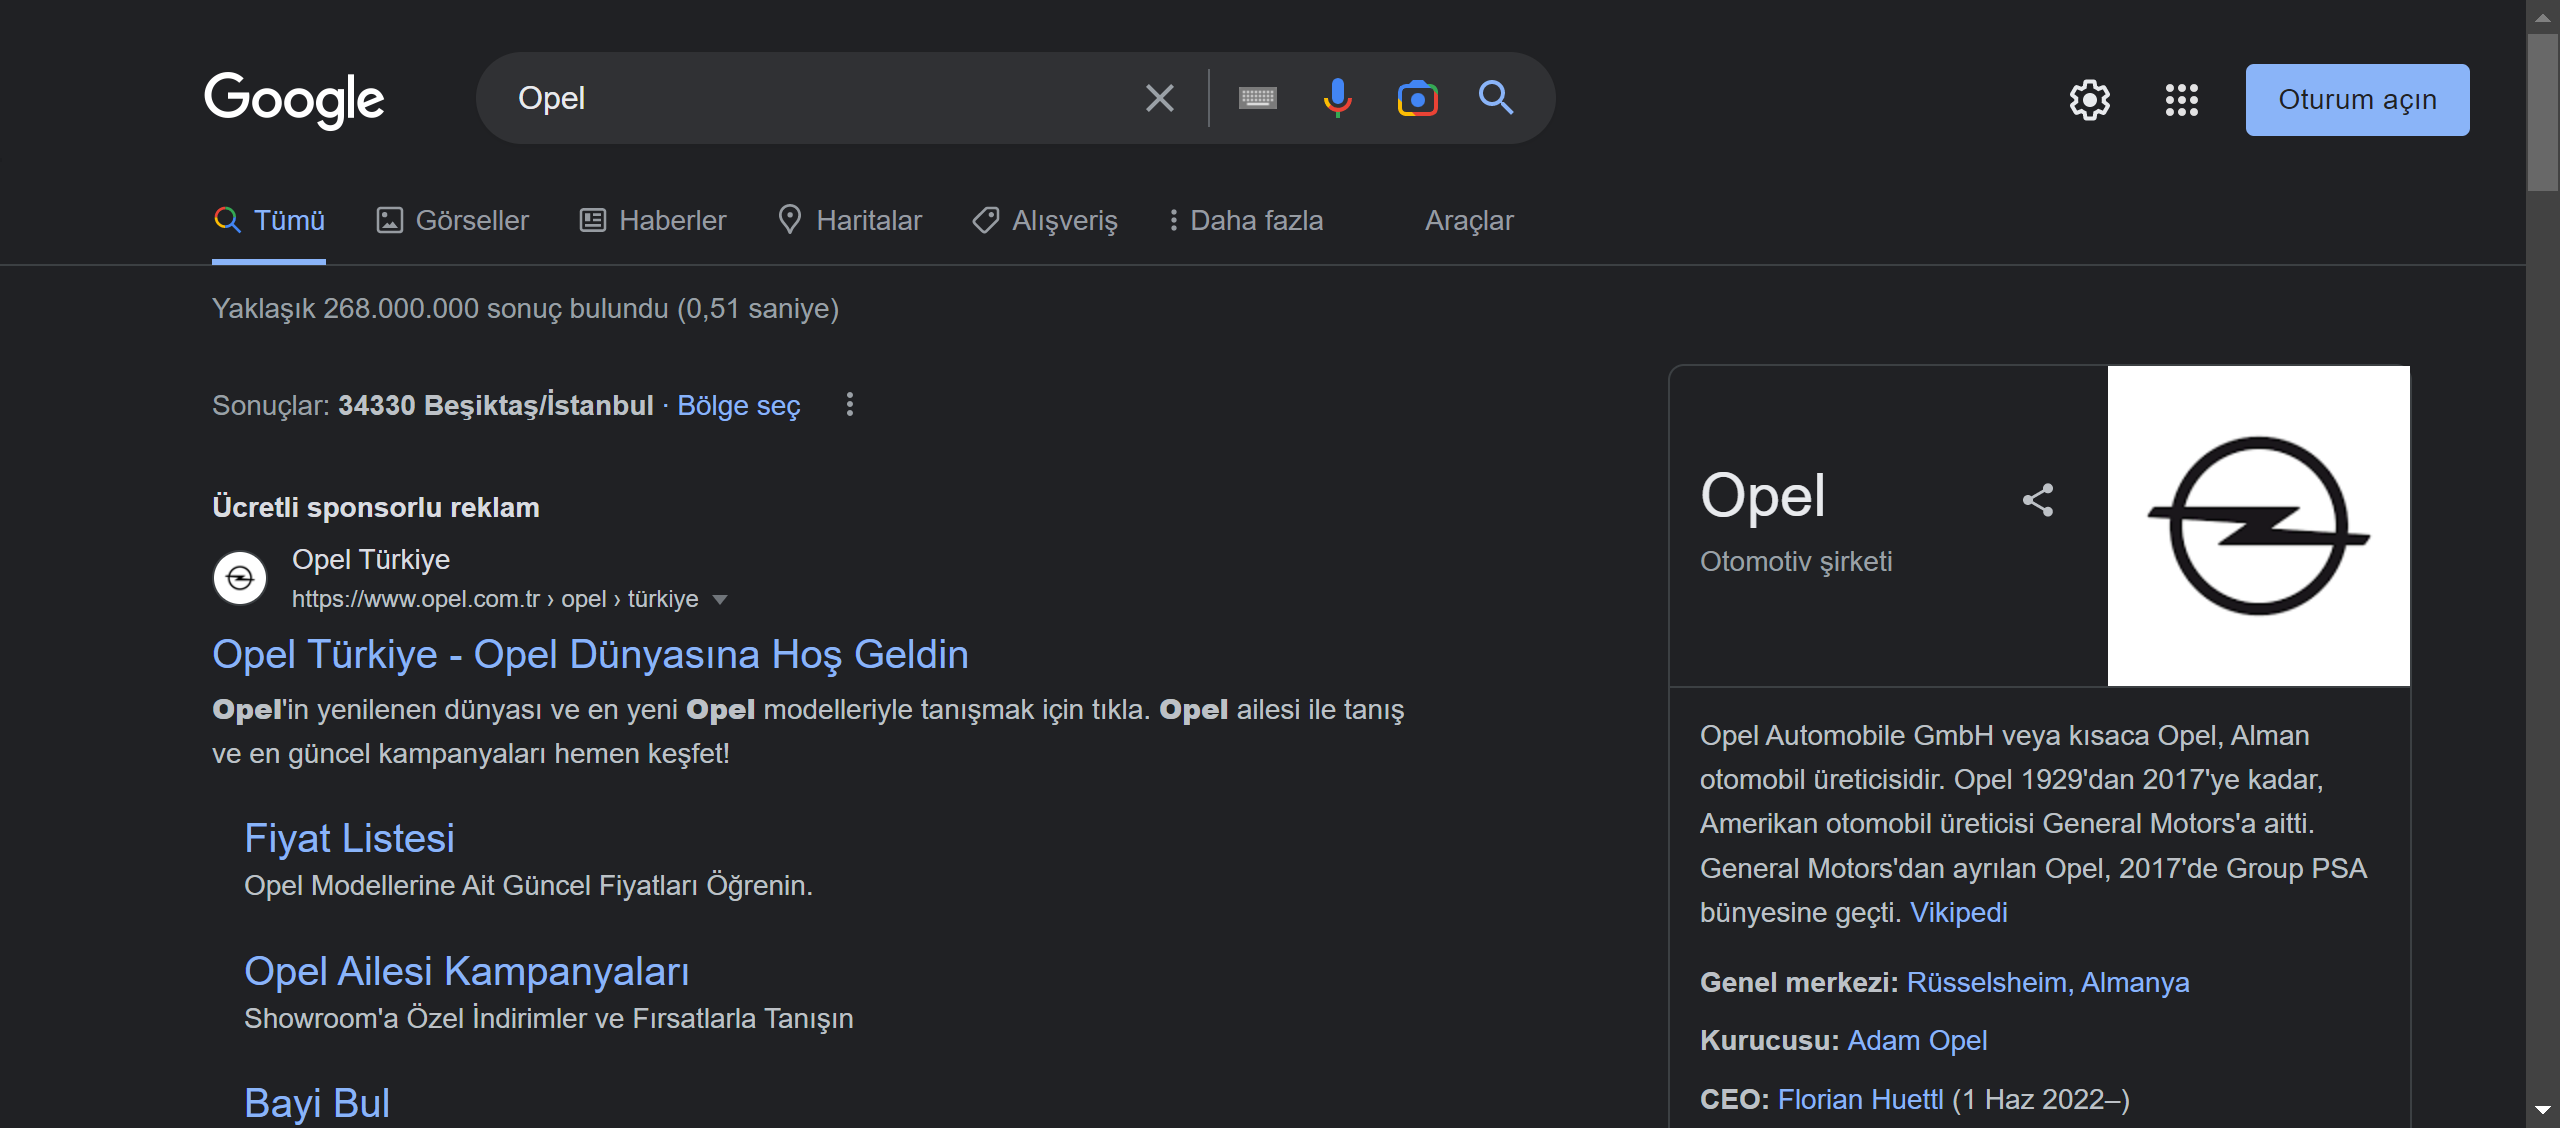 Google
Opel
Oturum açın
Tümü
Görseller
Haberler
Haritalar
Alışveriş
Daha fazla
Araçlar
Yaklaşık 268.000.000 sonuç bulundu (0,51 saniye)
Sonuçlar: 34330 Beşiktaş/İstanbul · Bölge seç
Ücretli sponsorlu reklam
Opel Türkiye
https://www.opel.com.tr › opel › türkiye
Opel Türkiye - Opel Dünyasına Hoş Geldin
Opel'in yenilenen dünyası ve en yeni Opel modelleriyle tanışmak için tıkla. Opel ailesi ile tanış
ve en güncel kampanyaları hemen keşfet!
Fiyat Listesi
Opel Modellerine Ait Güncel Fiyatları Öğrenin.
Opel Ailesi Kampanyaları
Showroom'a Özel İndirimler ve Fırsatlarla Tanışın
Bayi Bul
Opel
Otomotiv şirketi
Opel Automobile GmbH veya kısaca Opel, Alman
otomobil üreticisidir. Opel 1929'dan 2017'ye kadar,
Amerikan otomobil üreticisi General Motors'a aitti.
General Motors'dan ayrılan Opel, 2017'de Group PSA
bünyesine geçti. Vikipedi
Genel merkezi: Rüsselsheim, Almanya
Kurucusu: Adam Opel
CEO: Florian Huettl (1 Haz 2022–)